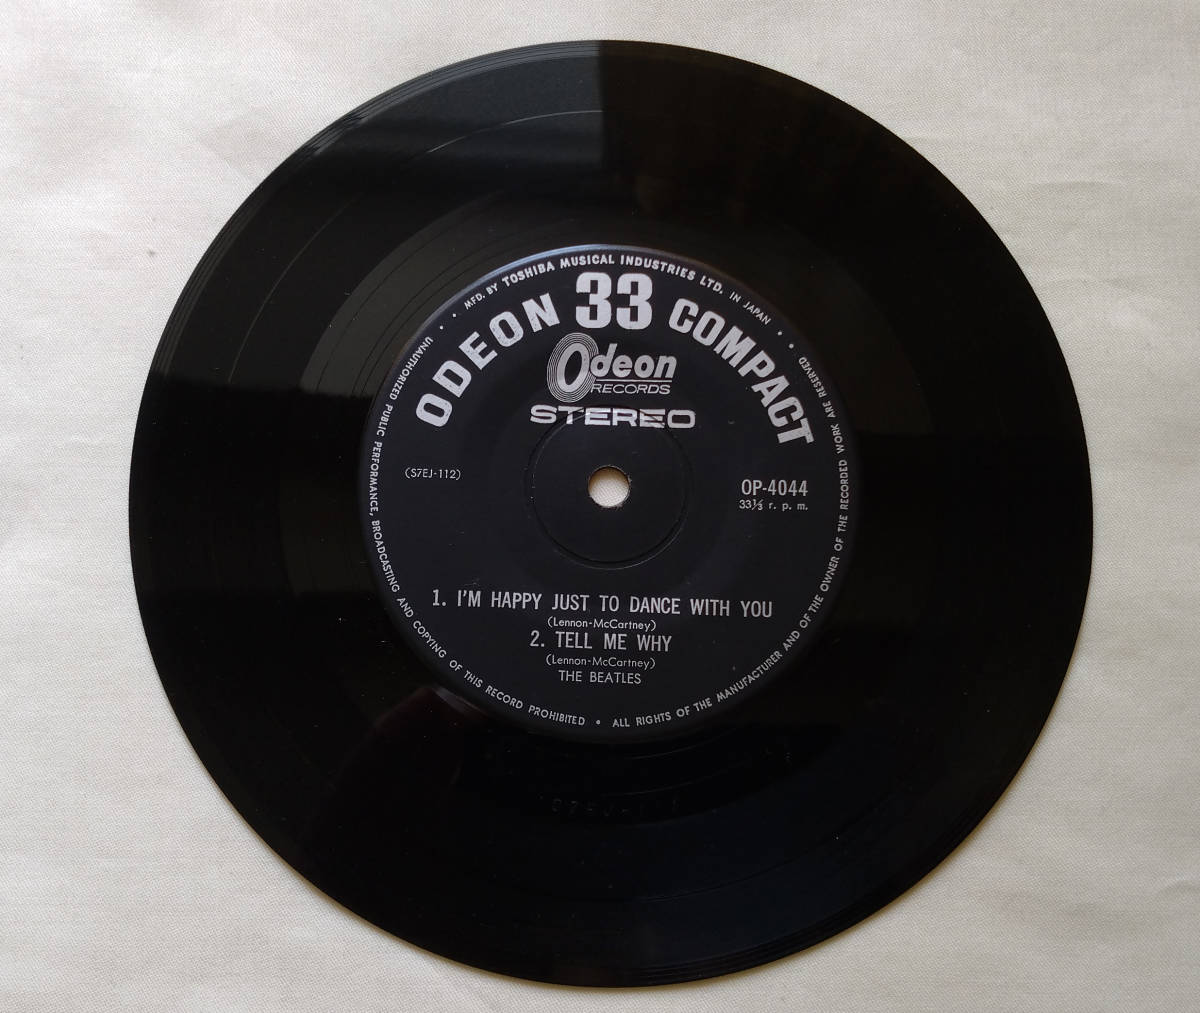 MFD. BY TOSHIBA MUSICAL INDUSTRIES LTD. IN JAPAN
ODEON 33 COMPACT
Odeon
RECORDS
STEREO
(S7EJ-112)
OP-4044
33⅓ r. p. m.
1. I'M HAPPY JUST TO DANCE WITH YOU
(Lennon-McCartney)
2. TELL ME WHY
(Lennon-McCartney)
THE BEATLES
UNAUTHORIZED PUBLIC PERFORMANCE, BROADCASTING AND COPYING OF THIS RECORD PROHIBITED • ALL RIGHTS OF THE MANUFACTURER AND OF THE OWNER OF THE RECORDED WORK ARE RESERVED